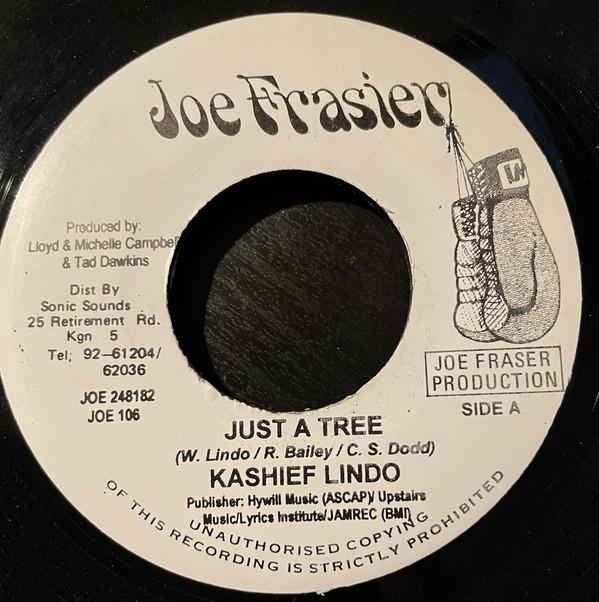 Joe Frasier
Produced by:
Lloyd & Michelle Campbell
& Tad Dawkins
Dist By
Sonic Sounds
25 Retirement Rd.
Kgn 5
Tel; 92-61204/
62036
JOE 248182
JOE 106
JOE FRASER
PRODUCTION
SIDE A
JUST A TREE
(W. Lindo / R. Bailey / C. S. Dodd)
KASHIEF LINDO
Publisher: Hywill Music (ASCAP)/ Upstairs
Music/Lyrics Institute/JAMREC (BMI)
UNAUTHORISED COPYING
OF THIS RECORDING IS STRICTLY PROHIBITED